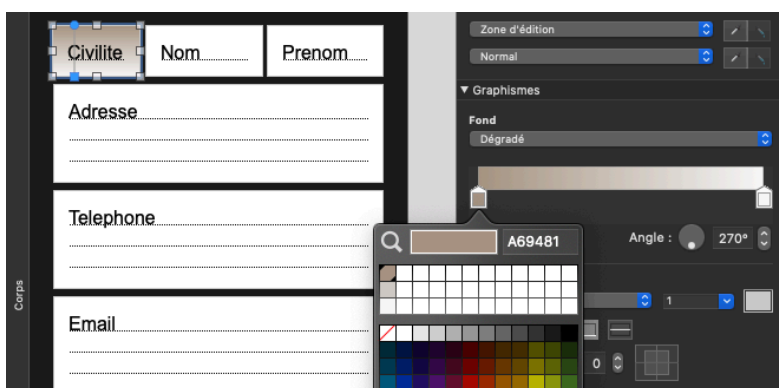 Civilite Nom Prenom
Adresse
Telephone
Email
Corps
Zone d'édition
Normal
▼ Graphismes
Fond
Dégradé
A69481
Angle : 270°
1
0